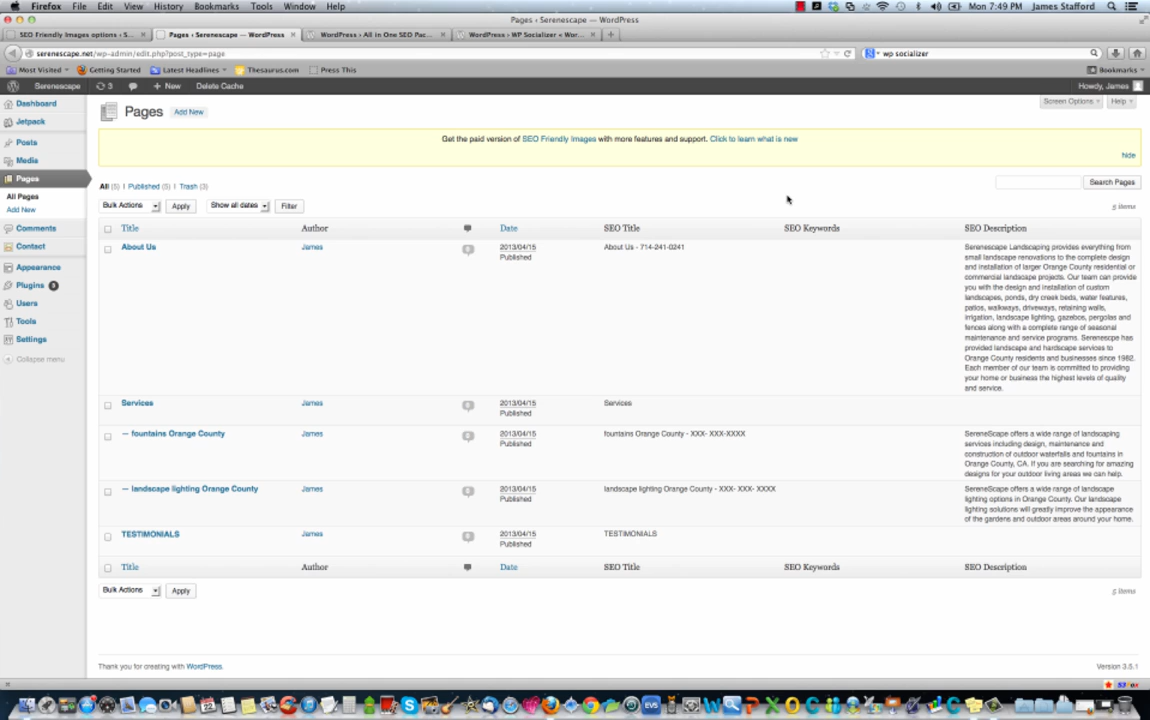 Firefox File Edit View History Bookmarks Tools Window Help Mon 7:49 PM James Stafford
Pages ‹ Serenescape — WordPress
SEO Friendly Images options ‹ S... Pages ‹ Serenescape — WordPress WordPress › All in One SEO Pac... WordPress › WP Socializer « Wor...
serenescape.net/wp-admin/edit.php?post_type=page wp socializer
Most Visited Getting Started Latest Headlines Thesaurus.com Press This Bookmarks
Serenescape 3 + New Delete Cache Howdy, James
Screen Options Help
Dashboard
Jetpack
Posts
Media
Pages
All Pages
Add New
Comments
Contact
Appearance
Plugins
Users
Tools
Settings
Collapse menu
Pages Add New
Get the paid version of SEO Friendly Images with more features and support. Click to learn what is new
hide
All (5) | Published (5) | Trash (3)
Search Pages
Bulk Actions Apply Show all dates Filter
5 items
Title Author Date SEO Title SEO Keywords SEO Description
About Us James 0 2013/04/15 Published About Us - 714-241-0241
Serenescape Landscaping provides everything from
small landscape renovations to the complete design
and installation of larger Orange County residential or
commercial landscape projects. Our team can provide
you with the design and installation of custom
landscapes, ponds, dry creek beds, water features,
patios, walkways, driveways, retaining walls,
irrigation, landscape lighting, gazebos, pergolas and
fences along with a complete range of seasonal
maintenance and service programs. Serenescpe has
provided landscape and hardscape services to
Orange County residents and businesses since 1982.
Each member of our team is committed to providing
your home or business the highest levels of quality
and service.
Services James 0 2013/04/15 Published Services
— fountains Orange County James 0 2013/04/15 Published fountains Orange County - XXX- XXX-XXXX
SereneScape offers a wide range of landscaping
services including design, maintenance and
construction of outdoor waterfalls and fountains in
Orange County, CA. If you are searching for amazing
designs for your outdoor living areas we can help.
— landscape lighting Orange County James 0 2013/04/15 Published landscape lighting Orange County - XXX- XXX- XXXX
SereneScape offers a wide range of landscape
lighting options in Orange County. Our landscape
lighting solutions will greatly improve the appearance
of the gardens and outdoor areas around your home.
TESTIMONIALS James 0 2013/04/15 Published TESTIMONIALS
Title Author Date SEO Title SEO Keywords SEO Description
Bulk Actions Apply
5 items
Thank you for creating with WordPress.
Version 3.5.1